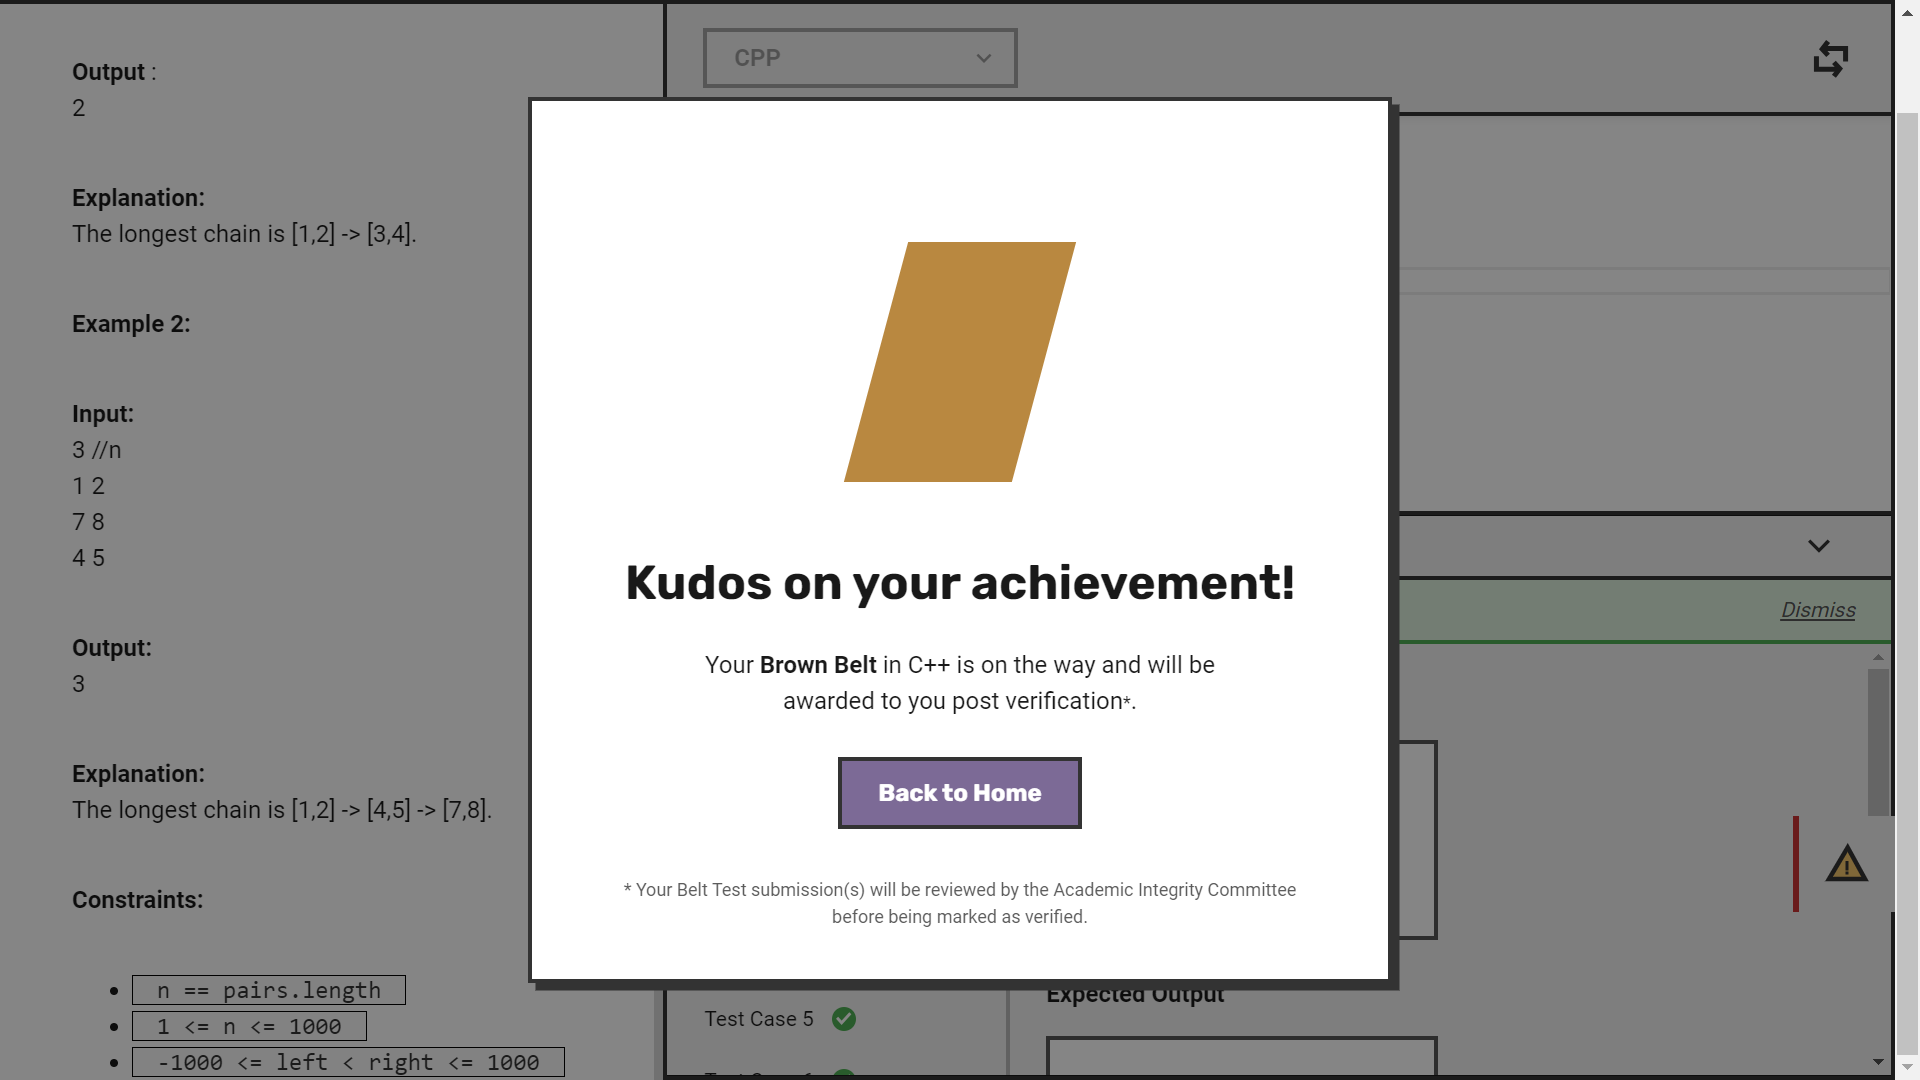 Output :
2
Explanation:
The longest chain is [1,2] -> [3,4].
Example 2:
Input:
3 //n
1 2
7 8
4 5
Output:
3
Explanation:
The longest chain is [1,2] -> [4,5] -> [7,8].
Constraints:
n == pairs.length
1 <= n <= 1000
-1000 <= left < right <= 1000
CPP
Kudos on your achievement!
Your Brown Belt in C++ is on the way and will be
awarded to you post verification*.
Back to Home
* Your Belt Test submission(s) will be reviewed by the Academic Integrity Committee
before being marked as verified.
Dismiss
Expected Output
Test Case 5